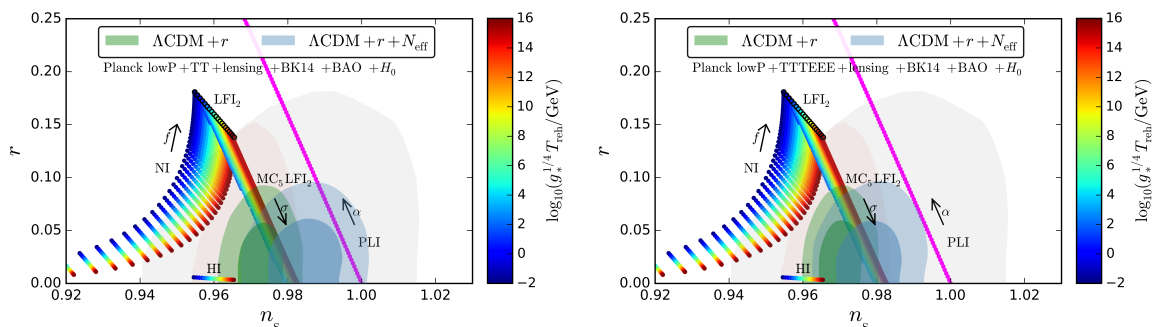 ΛCDM + r ΛCDM + r + N_eff
Planck lowP + TT + lensing + BK14 + BAO + H_0
0.25
0.20
0.15
0.10
0.05
0.00
r
LFI_2
f
NI
MC_5LFI_2
σ
α
PLI
HI
0.92 0.94 0.96 0.98 1.00 1.02
n_s
16
14
12
10
8
6
4
2
0
−2
log_10(g_*^{1/4} T_reh/GeV)
ΛCDM + r ΛCDM + r + N_eff
Planck lowP + TTTEEE + lensing + BK14 + BAO + H_0
0.25
0.20
0.15
0.10
0.05
0.00
r
LFI_2
f
NI
MC_5LFI_2
σ
α
PLI
HI
0.92 0.94 0.96 0.98 1.00 1.02
n_s
16
14
12
10
8
6
4
2
0
−2
log_10(g_*^{1/4} T_reh/GeV)